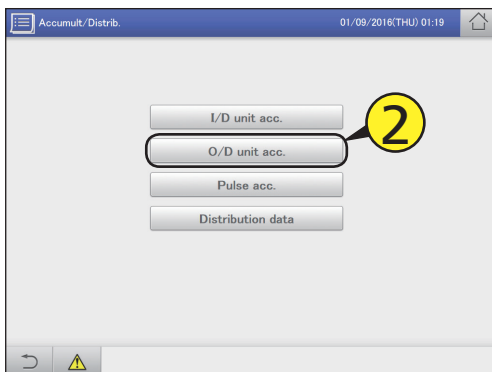 Accumult/Distrib. 01/09/2016(THU) 01:19
I/D unit acc.
O/D unit acc.
2
Pulse acc.
Distribution data